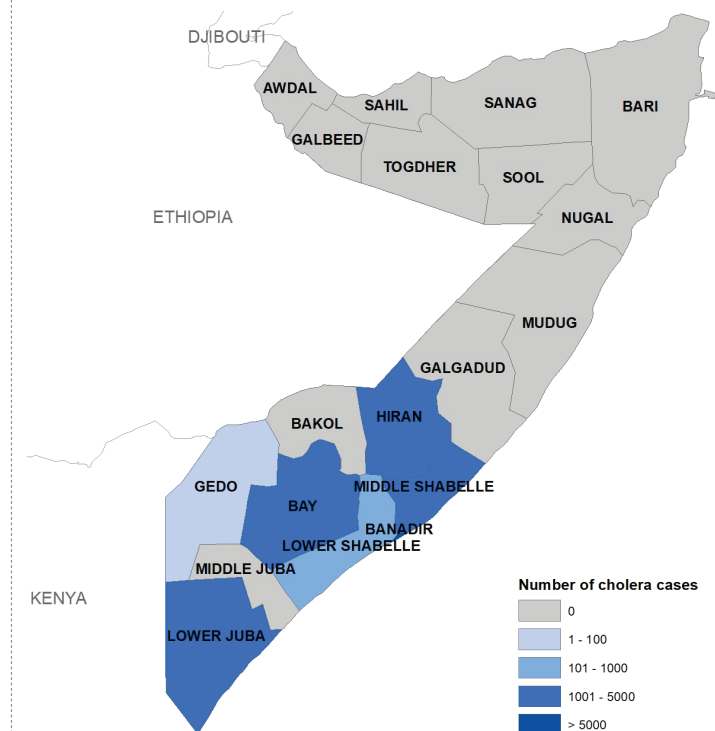 DJIBOUTI
AWDAL
SAHIL
SANAG
BARI
GALBEED
TOGDHER
SOOL
ETHIOPIA
NUGAL
MUDUG
GALGADUD
HIRAN
BAKOL
GEDO
MIDDLE SHABELLE
BAY
BANADIR
LOWER SHABELLE
MIDDLE JUBA
KENYA
LOWER JUBA
Number of cholera cases
0
1 - 100
101 - 1000
1001 - 5000
> 5000